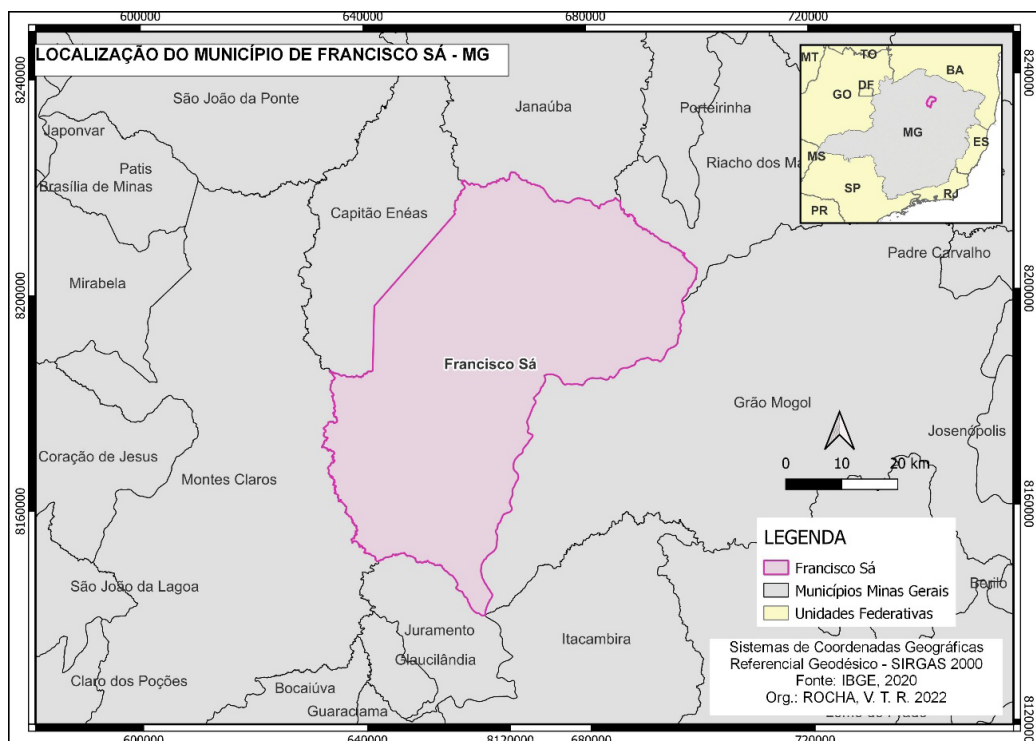 600000 640000 680000 720000
LOCALIZAÇÃO DO MUNICÍPIO DE FRANCISCO SÁ - MG
8240000
8240000
MT
TO
BA
DF
GO
MG
ES
MS
SP
RJ
PR
São João da Ponte
Janaúba
Porteirinha
Japonvar
Patis
Brasília de Minas
Riacho dos
Capitão Enéas
Padre Carvalho
Mirabela
8200000
8200000
Francisco Sá
Grão Mogol
Josenópolis
Coração de Jesus
Montes Claros
0 10 20 km
8160000
8160000
LEGENDA
Francisco Sá
Municípios Minas Gerais
Unidades Federativas
São João da Lagoa
Berilo
Juramento
Itacambira
Glaucilândia
Claro dos Poções
Bocaiúva
Guaraciama
Sistemas de Coordenadas Geográficas
Referencial Geodésico - SIRGAS 2000
Fonte: IBGE, 2020
Org.: ROCHA, V. T. R. 2022
8120000
600000 640000 8120000 680000 720000